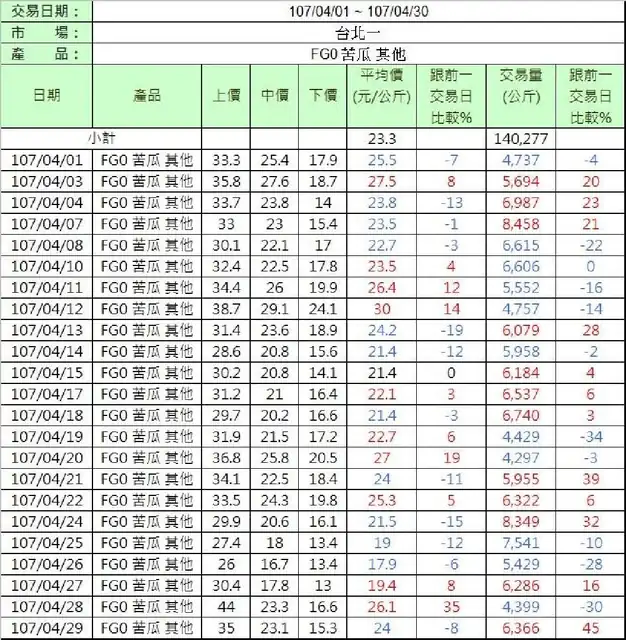 交易日期： 107/04/01 ~ 107/04/30
市 場： 台北一
產 品： FG0 苦瓜 其他
日期 產品 上價 中價 下價 平均價 (元/公斤) 跟前一交易日比較% 交易量 (公斤) 跟前一交易日比較%
小計 23.3 140,277
107/04/01 FG0 苦瓜 其他 33.3 25.4 17.9 25.5 -7 4,737 -4
107/04/03 FG0 苦瓜 其他 35.8 27.6 18.7 27.5 8 5,694 20
107/04/04 FG0 苦瓜 其他 33.7 23.8 14 23.8 -13 6,987 23
107/04/07 FG0 苦瓜 其他 33 23 15.4 23.5 -1 8,458 21
107/04/08 FG0 苦瓜 其他 30.1 22.1 17 22.7 -3 6,615 -22
107/04/10 FG0 苦瓜 其他 32.4 22.5 17.8 23.5 4 6,606 0
107/04/11 FG0 苦瓜 其他 34.4 26 19.9 26.4 12 5,552 -16
107/04/12 FG0 苦瓜 其他 38.7 29.1 24.1 30 14 4,757 -14
107/04/13 FG0 苦瓜 其他 31.4 23.6 18.9 24.2 -19 6,079 28
107/04/14 FG0 苦瓜 其他 28.6 20.8 15.6 21.4 -12 5,958 -2
107/04/15 FG0 苦瓜 其他 30.2 20.8 14.1 21.4 0 6,184 4
107/04/17 FG0 苦瓜 其他 31.2 21 16.4 22.1 3 6,537 6
107/04/18 FG0 苦瓜 其他 29.7 20.2 16.6 21.4 -3 6,740 3
107/04/19 FG0 苦瓜 其他 31.9 21.5 17.2 22.7 6 4,429 -34
107/04/20 FG0 苦瓜 其他 36.8 25.8 20.5 27 19 4,297 -3
107/04/21 FG0 苦瓜 其他 34.1 22.5 18.4 24 -11 5,955 39
107/04/22 FG0 苦瓜 其他 33.5 24.3 19.8 25.3 5 6,322 6
107/04/24 FG0 苦瓜 其他 29.9 20.6 16.1 21.5 -15 8,349 32
107/04/25 FG0 苦瓜 其他 27.4 18 13.4 19 -12 7,541 -10
107/04/26 FG0 苦瓜 其他 26 16.7 13.4 17.9 -6 5,429 -28
107/04/27 FG0 苦瓜 其他 30.4 17.8 13 19.4 8 6,286 16
107/04/28 FG0 苦瓜 其他 44 23.3 16.6 26.1 35 4,399 -30
107/04/29 FG0 苦瓜 其他 35 23.1 15.3 24 -8 6,366 45